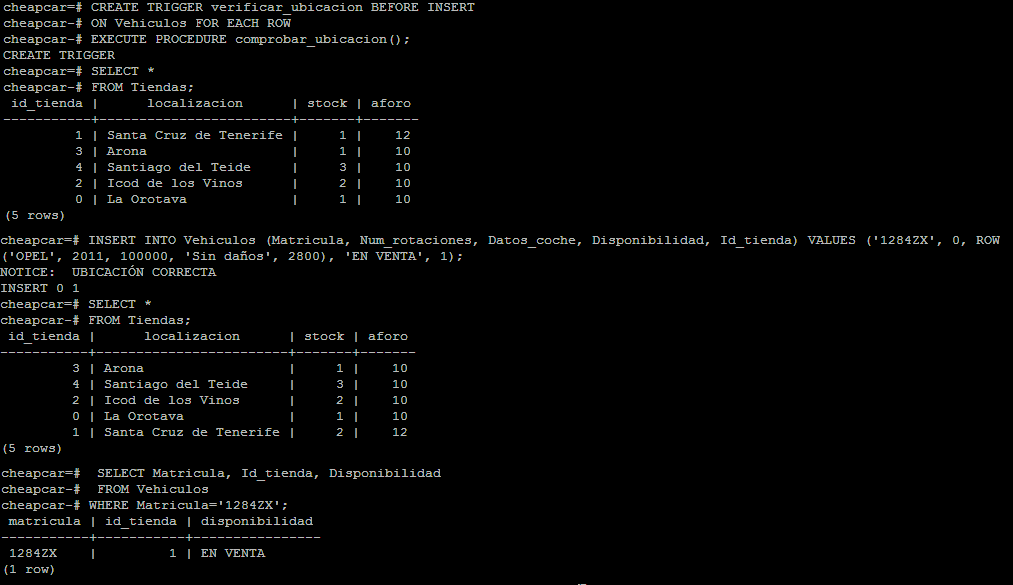 cheapcar=# CREATE TRIGGER verificar_ubicacion BEFORE INSERT
cheapcar-# ON Vehiculos FOR EACH ROW
cheapcar-# EXECUTE PROCEDURE comprobar_ubicacion();
CREATE TRIGGER
cheapcar=# SELECT *
cheapcar-# FROM Tiendas;
 id_tienda |      localizacion      | stock | aforo
-----------+------------------------+-------+-------
         1 | Santa Cruz de Tenerife |     1 |    12
         3 | Arona                  |     1 |    10
         4 | Santiago del Teide     |     3 |    10
         2 | Icod de los Vinos      |     2 |    10
         0 | La Orotava             |     1 |    10
(5 rows)
cheapcar=# INSERT INTO Vehiculos (Matricula, Num_rotaciones, Datos_coche, Disponibilidad, Id_tienda) VALUES ('1284ZX', 0, ROW
('OPEL', 2011, 100000, 'Sin daños', 2800), 'EN VENTA', 1);
NOTICE:  UBICACIÓN CORRECTA
INSERT 0 1
cheapcar=# SELECT *
cheapcar-# FROM Tiendas;
 id_tienda |      localizacion      | stock | aforo
-----------+------------------------+-------+-------
         3 | Arona                  |     1 |    10
         4 | Santiago del Teide     |     3 |    10
         2 | Icod de los Vinos      |     2 |    10
         0 | La Orotava             |     1 |    10
         1 | Santa Cruz de Tenerife |     2 |    12
(5 rows)
cheapcar=#  SELECT Matricula, Id_tienda, Disponibilidad
cheapcar-#  FROM Vehiculos
cheapcar-# WHERE Matricula='1284ZX';
 matricula | id_tienda | disponibilidad
-----------+-----------+----------------
 1284ZX    |         1 | EN VENTA
(1 row)